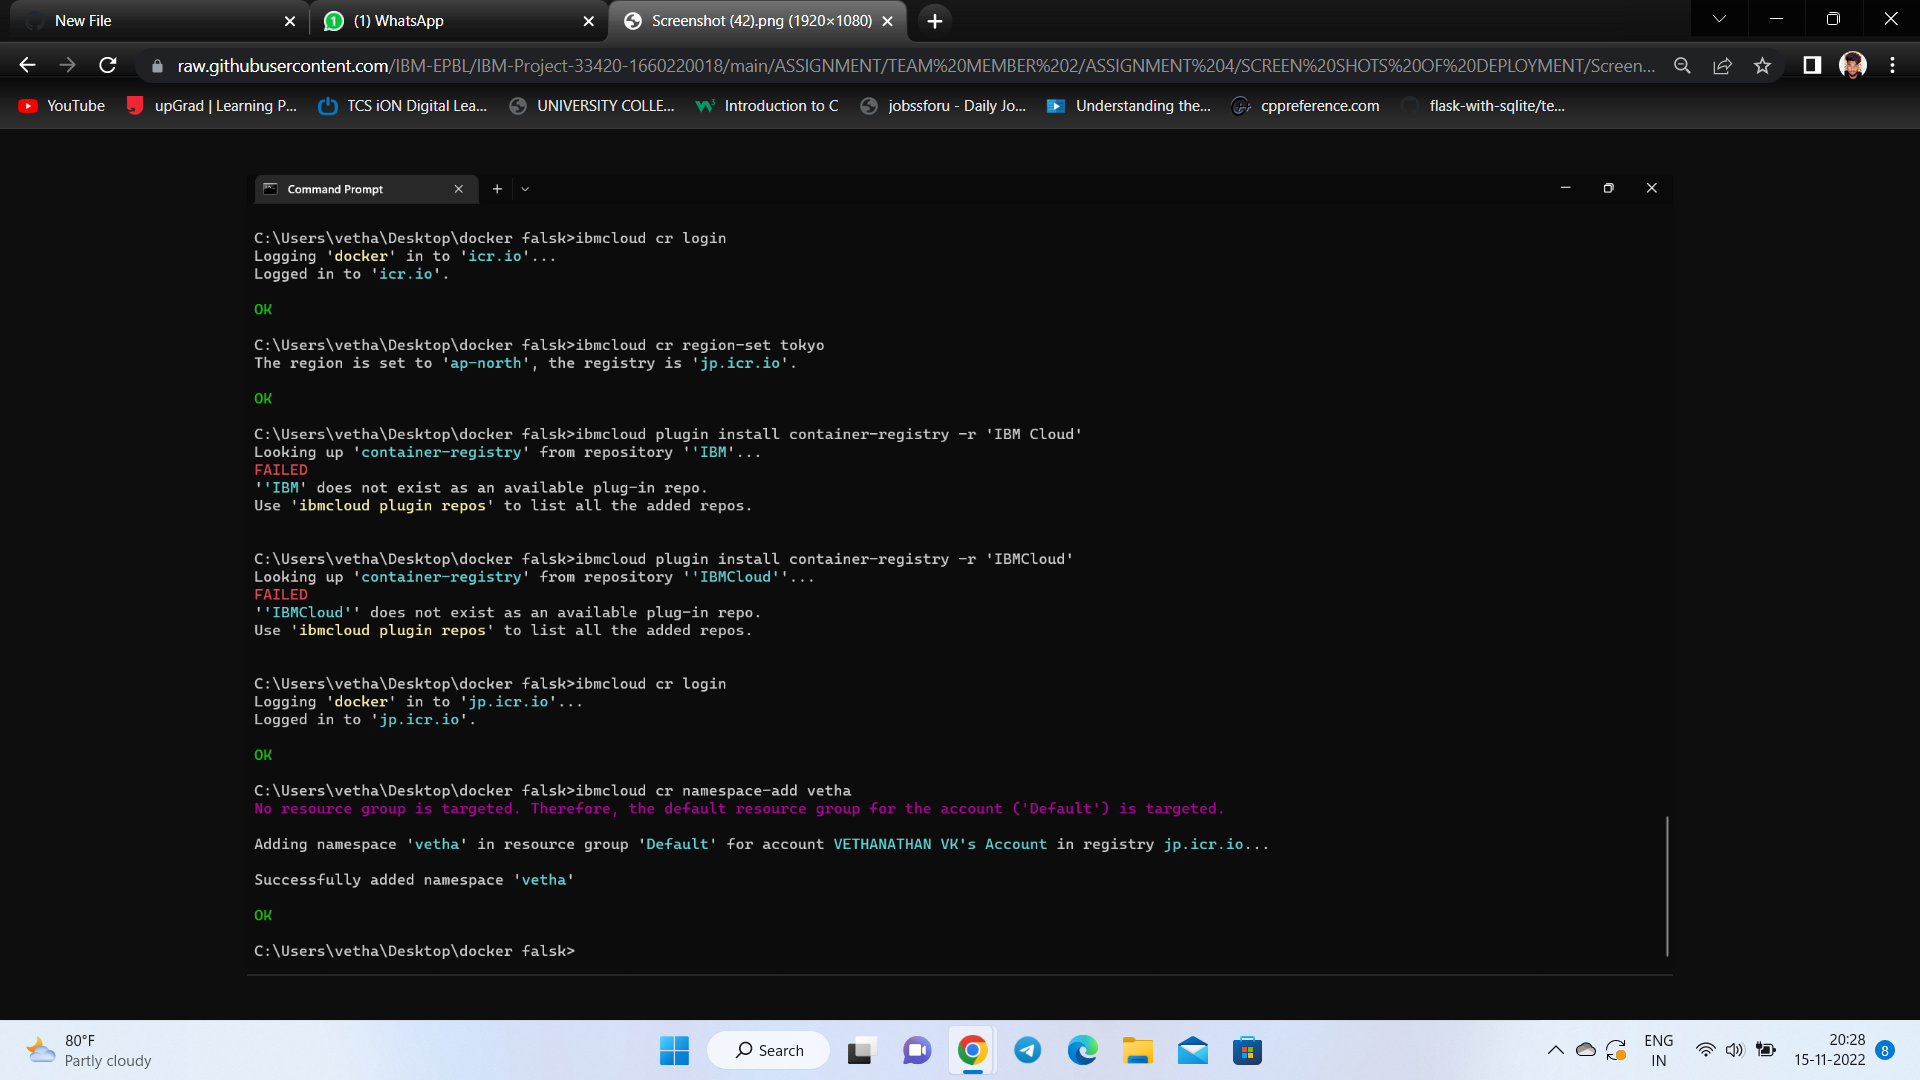 New File
(1) WhatsApp
Screenshot (42).png (1920×1080)
raw.githubusercontent.com/IBM-EPBL/IBM-Project-33420-1660220018/main/ASSIGNMENT/TEAM%20MEMBER%202/ASSIGNMENT%204/SCREEN%20SHOTS%20OF%20DEPLOYMENT/Screen...
YouTube
upGrad | Learning P...
TCS iON Digital Lea...
UNIVERSITY COLLE...
Introduction to C
jobssforu - Daily Jo...
Understanding the...
cppreference.com
flask-with-sqlite/te...
Command Prompt
C:\Users\vetha\Desktop\docker falsk>ibmcloud cr login
Logging 'docker' in to 'icr.io'...
Logged in to 'icr.io'.
OK
C:\Users\vetha\Desktop\docker falsk>ibmcloud cr region-set tokyo
The region is set to 'ap-north', the registry is 'jp.icr.io'.
OK
C:\Users\vetha\Desktop\docker falsk>ibmcloud plugin install container-registry -r 'IBM Cloud'
Looking up 'container-registry' from repository ''IBM'...
FAILED
''IBM' does not exist as an available plug-in repo.
Use 'ibmcloud plugin repos' to list all the added repos.
C:\Users\vetha\Desktop\docker falsk>ibmcloud plugin install container-registry -r 'IBMCloud'
Looking up 'container-registry' from repository ''IBMCloud''...
FAILED
''IBMCloud'' does not exist as an available plug-in repo.
Use 'ibmcloud plugin repos' to list all the added repos.
C:\Users\vetha\Desktop\docker falsk>ibmcloud cr login
Logging 'docker' in to 'jp.icr.io'...
Logged in to 'jp.icr.io'.
OK
C:\Users\vetha\Desktop\docker falsk>ibmcloud cr namespace-add vetha
No resource group is targeted. Therefore, the default resource group for the account ('Default') is targeted.
Adding namespace 'vetha' in resource group 'Default' for account VETHANATHAN VK's Account in registry jp.icr.io...
Successfully added namespace 'vetha'
OK
C:\Users\vetha\Desktop\docker falsk>
80°F
Partly cloudy
Search
ENG
IN
20:28
15-11-2022
8